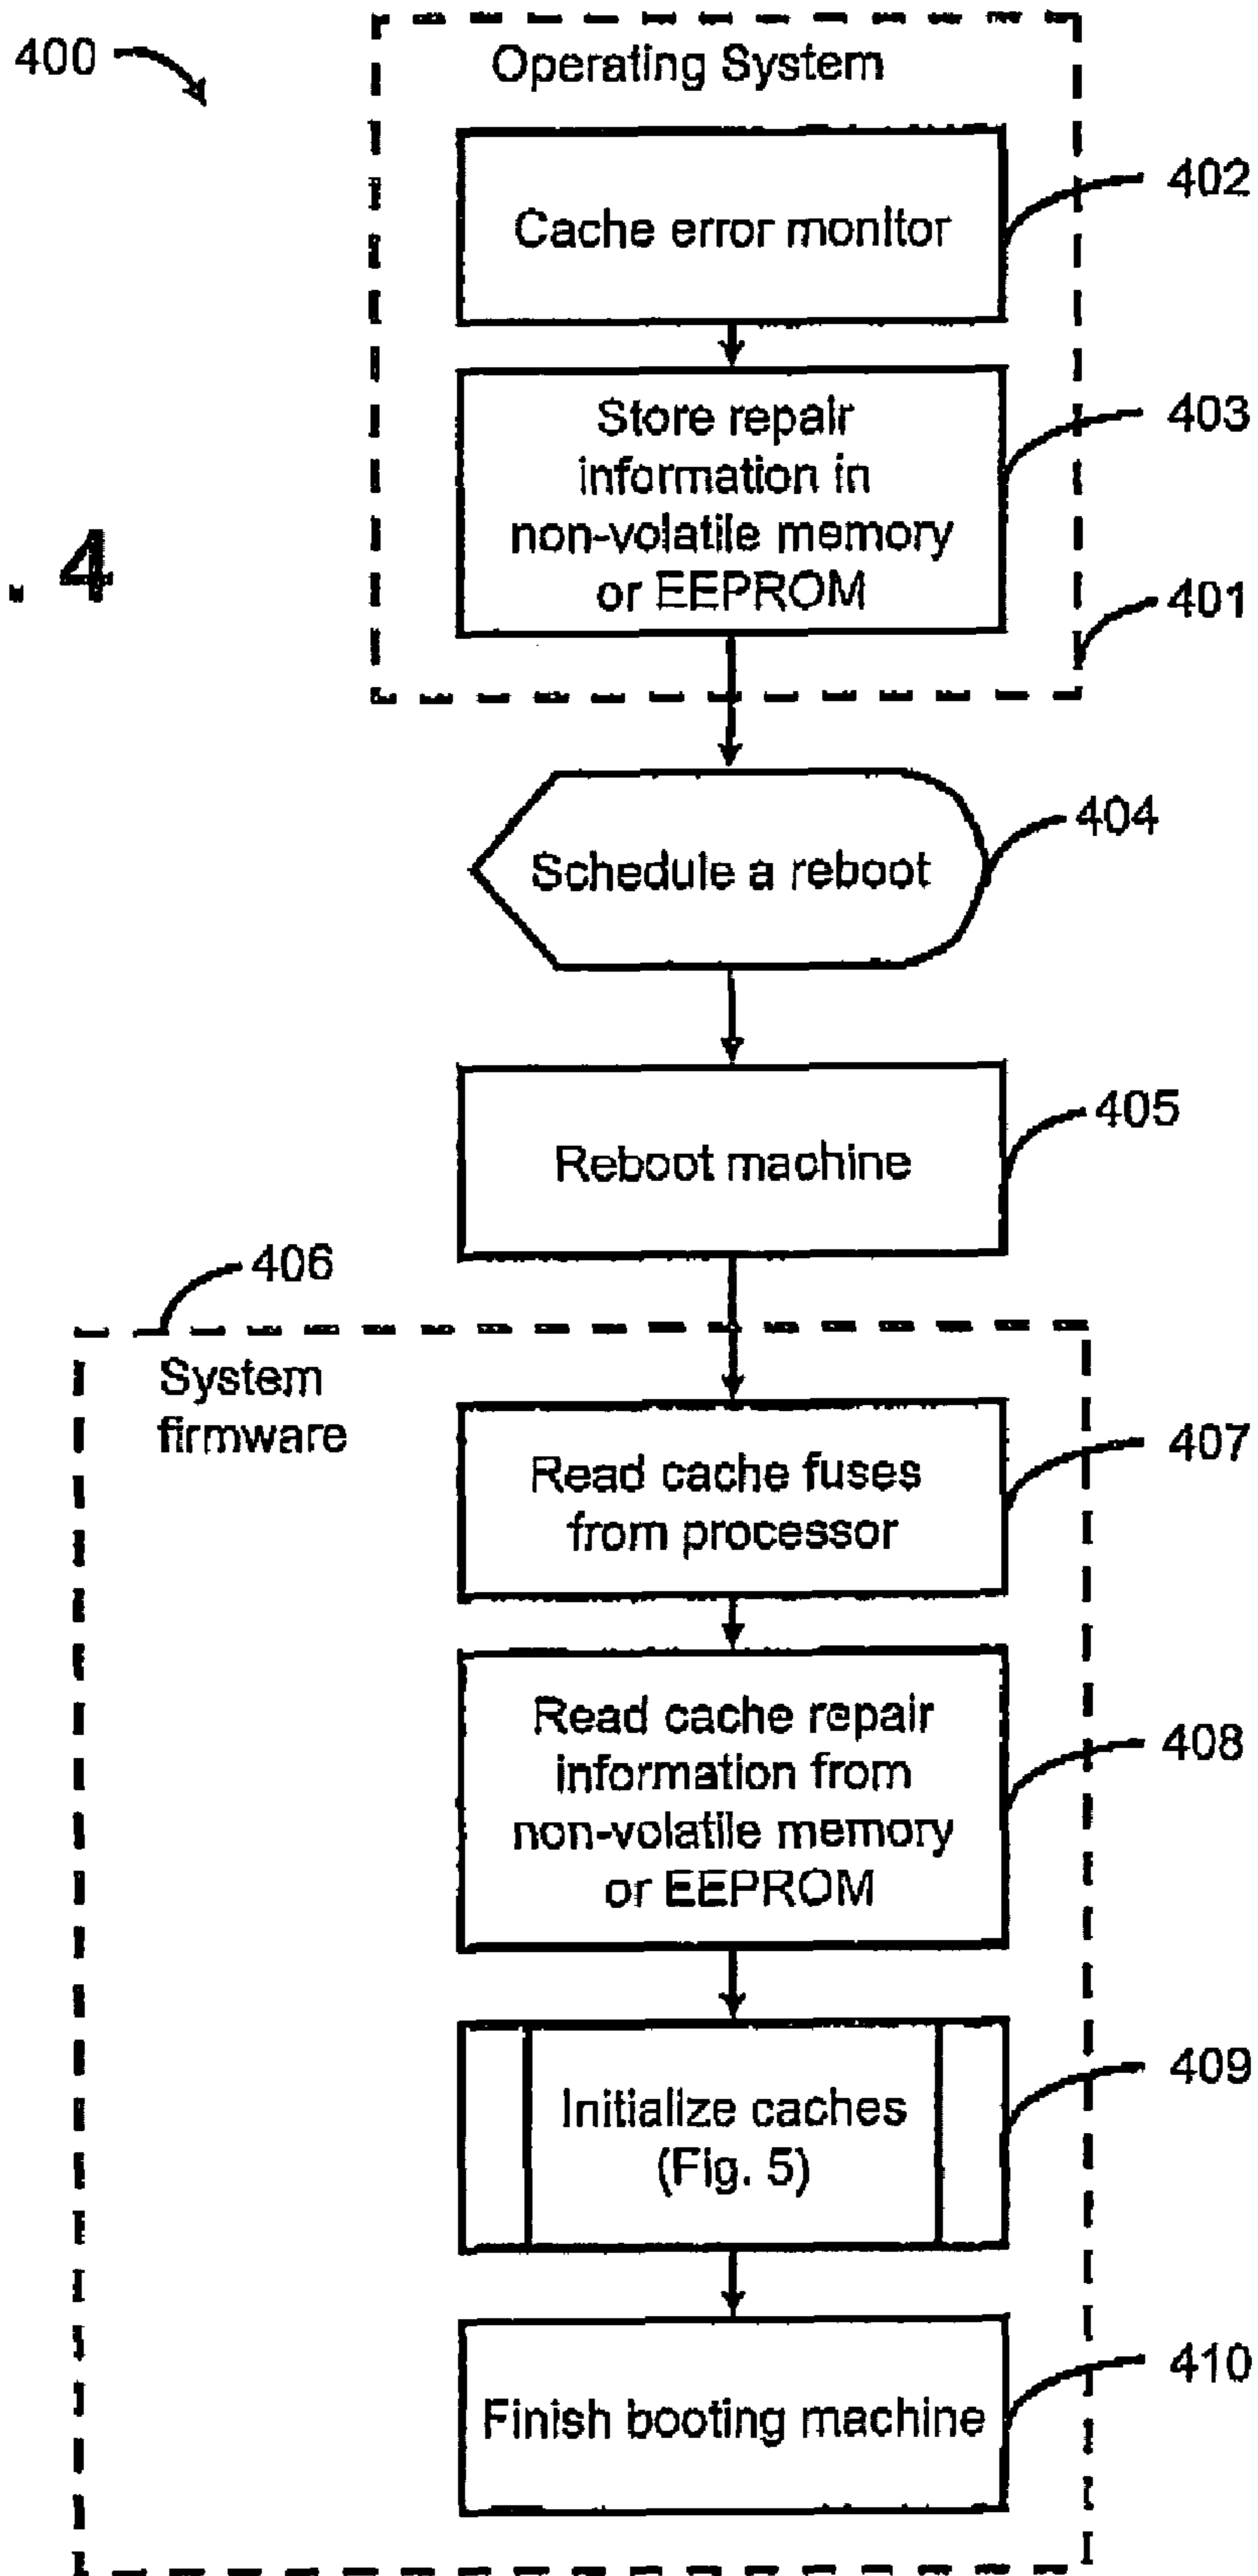 400
Operating System
Cache error monitor
402
Store repair
information in
non-volatile memory
or EEPROM
403
. 4
401
Schedule a reboot
404
Reboot machine
405
406
System
firmware
Read cache fuses
from processor
407
Read cache repair
information from
non-volatile memory
or EEPROM
408
Initialize caches
(Fig. 5)
409
Finish booting machine
410